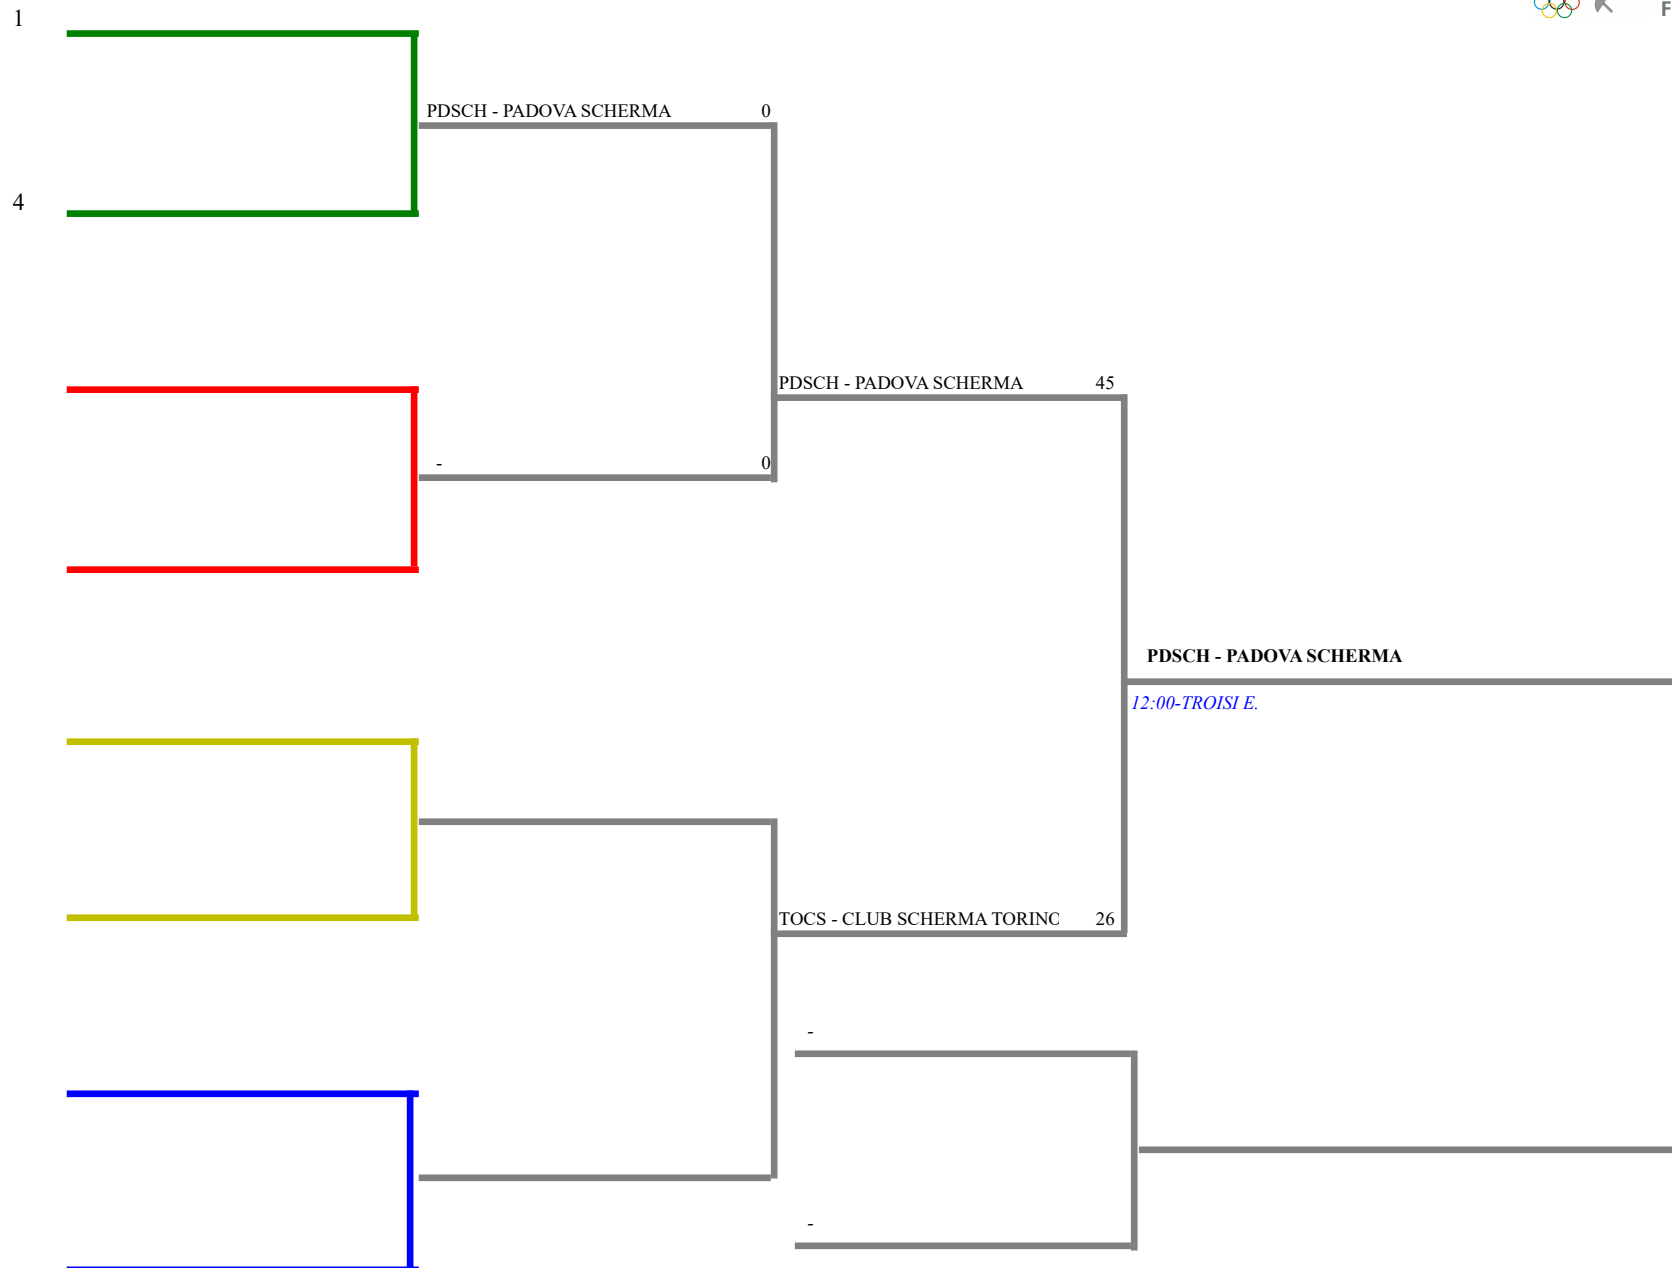 1
F
PDSCH - PADOVA SCHERMA 0
4
PDSCH - PADOVA SCHERMA 45
- 0
PDSCH - PADOVA SCHERMA
12:00-TROISI E.
TOCS - CLUB SCHERMA TORINO 26
-
-